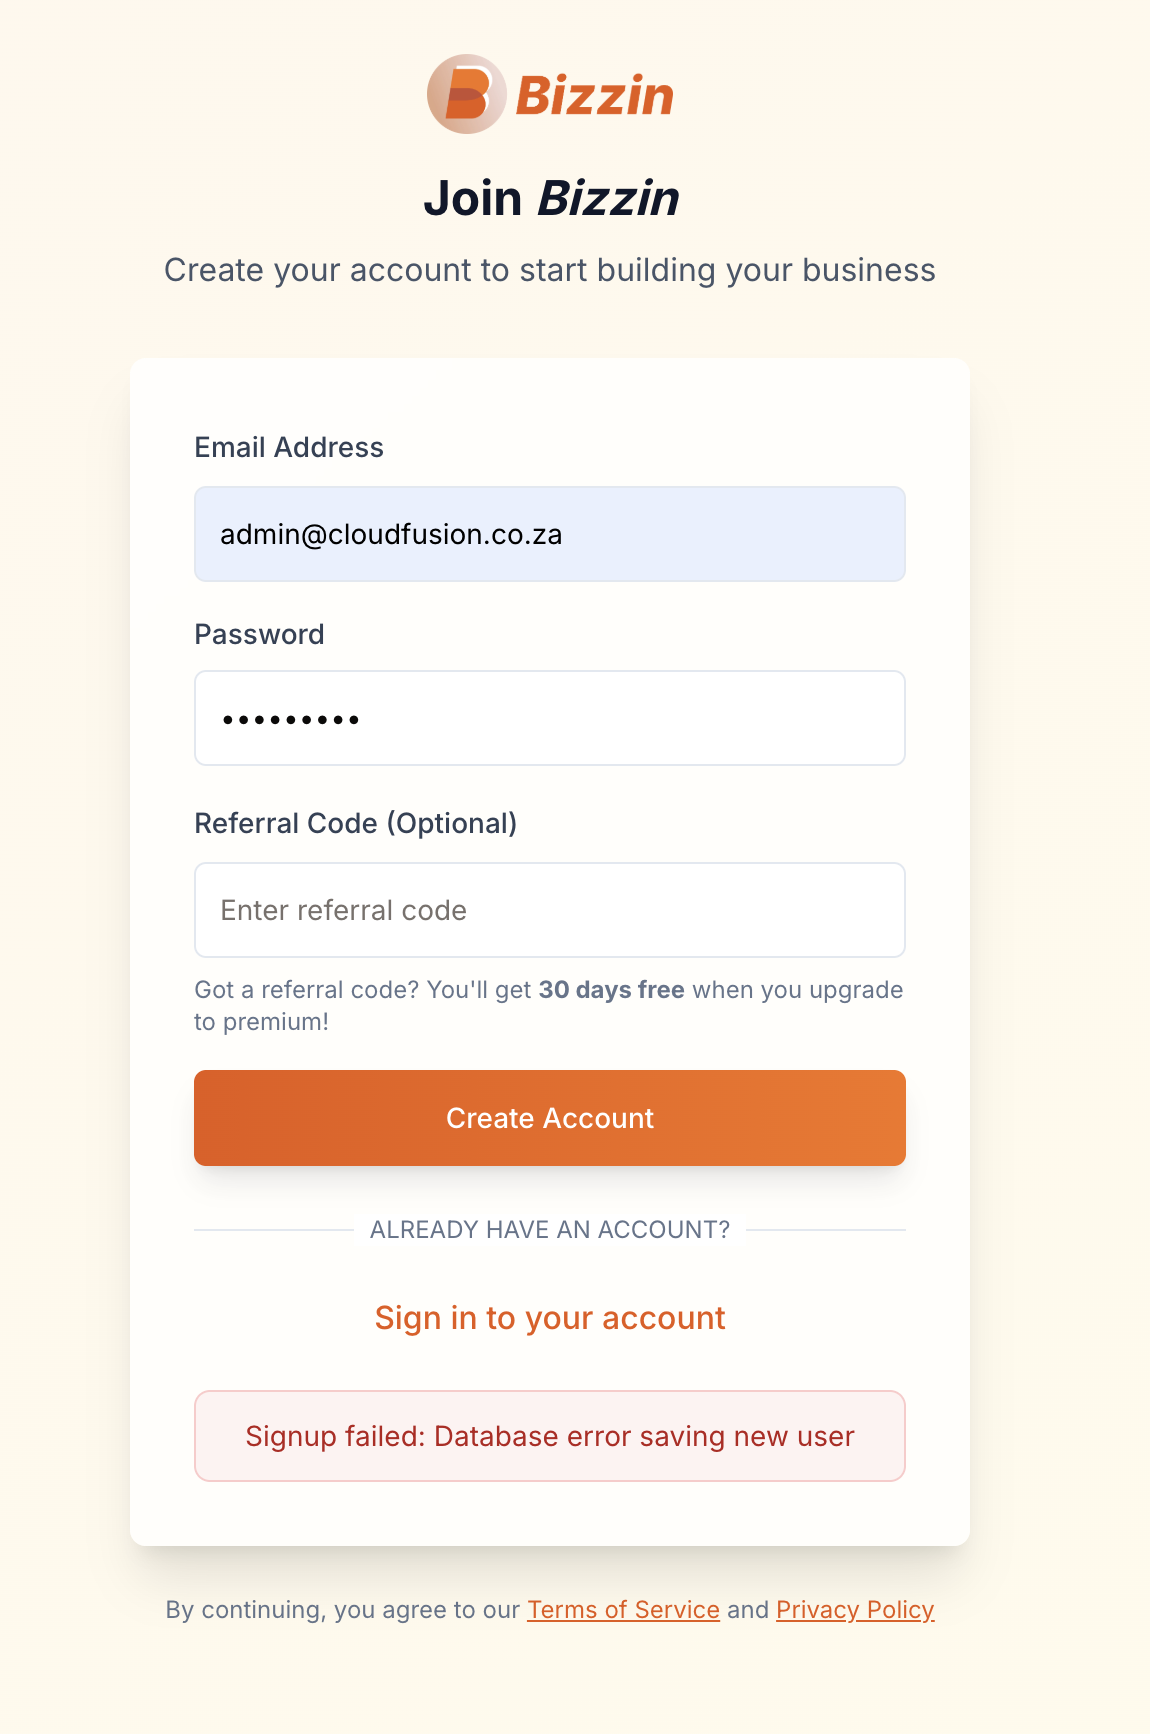 Bizzin
Join Bizzin
Create your account to start building your business
Email Address
admin@cloudfusion.co.za
Password
•••••••••
Referral Code (Optional)
Enter referral code
Got a referral code? You'll get 30 days free when you upgrade
to premium!
Create Account
ALREADY HAVE AN ACCOUNT?
Sign in to your account
Signup failed: Database error saving new user
By continuing, you agree to our Terms of Service and Privacy Policy